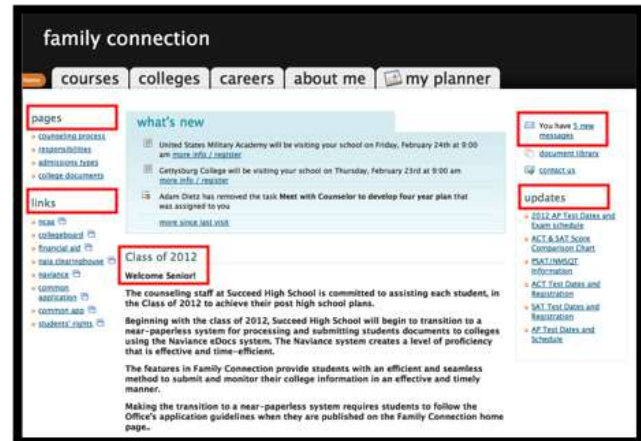 family connection
Home
courses
colleges
careers
about me
my planner
pages
counseling process
responsibilities
admissions types
college documents
links
ncaa
collegeboard
financial aid
naia clearinghouse
naviance
common
application
common app
students' rights
what's new
United States Military Academy will be visiting your school on Friday, February 24th at 9:00
am more info / register
Gettysburg College will be visiting your school on Thursday, February 23rd at 9:00 am
more info / register
Adam Dietz has removed the task Meet with Counselor to develop four year plan that
was assigned to you
more since last visit
Class of 2012
Welcome Senior!
The counseling staff at Succeed High School is committed to assisting each student, in
the Class of 2012 to achieve their post high school plans.
Beginning with the class of 2012, Succeed High School will begin to transition to a
near-paperless system for processing and submitting students documents to colleges
using the Naviance eDocs system. The Naviance system creates a level of proficiency
that is effective and time-efficient.
The features in Family Connection provide students with an efficient and seamless
method to submit and monitor their college information in an effective and timely
manner.
Making the transition to a near-paperless system requires students to follow the
Office's application guidelines when they are published on the Family Connection home
page..
You have 5 new
messages
document library
contact us
updates
2012 AP Test Dates and
Exam schedule
ACT & SAT Score
Comparison Chart
PSAT/NMSQT
Information
ACT Test Dates and
Registration
SAT Test Dates and
Registration
AP Test Dates and
Schedule